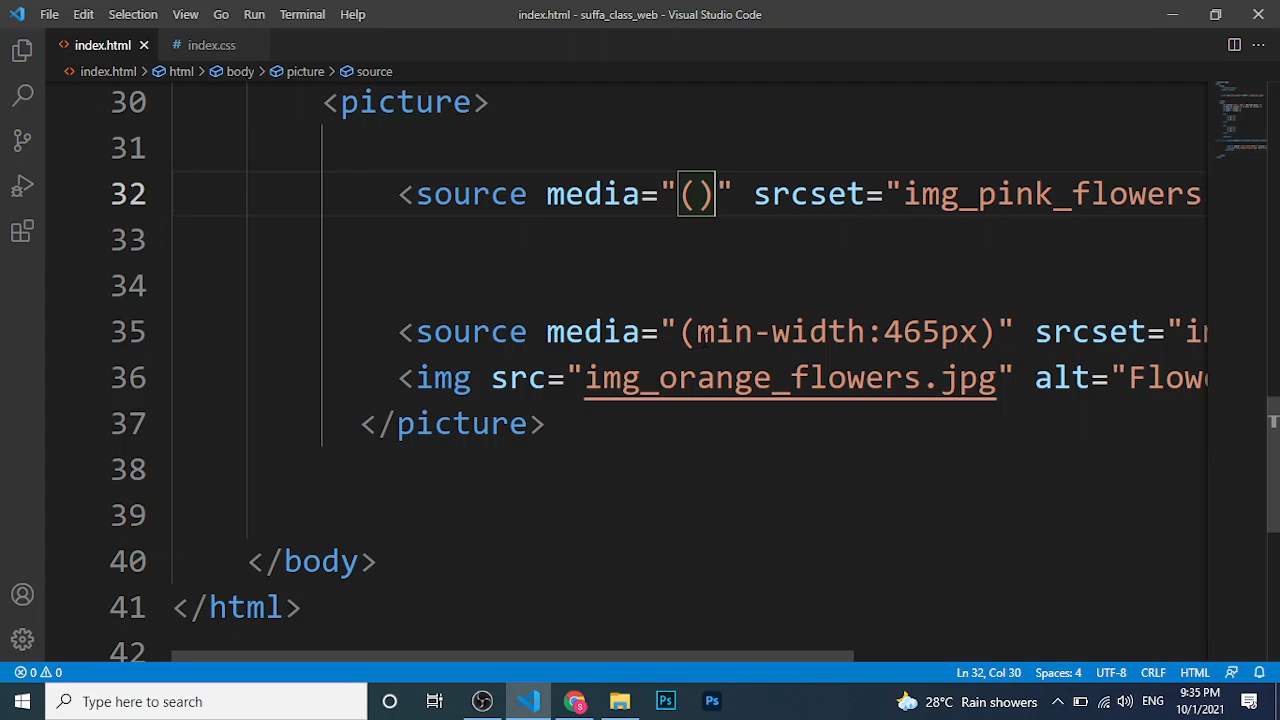 File Edit Selection View Go Run Terminal Help index.html - suffa_class_web - Visual Studio Code
<> index.html × # index.css
<> index.html > html > body > picture > source
30 <picture>
31
32 <source media="()" srcset="img_pink_flowers
33
34
35 <source media="(min-width:465px)" srcset="im
36 <img src="img_orange_flowers.jpg" alt="Flowe
37 </picture>
38
39
40 </body>
41 </html>
42
0 0 Ln 32, Col 30 Spaces: 4 UTF-8 CRLF HTML
Type here to search Ps Ps 28°C Rain showers ENG 9:35 PM
10/1/2021